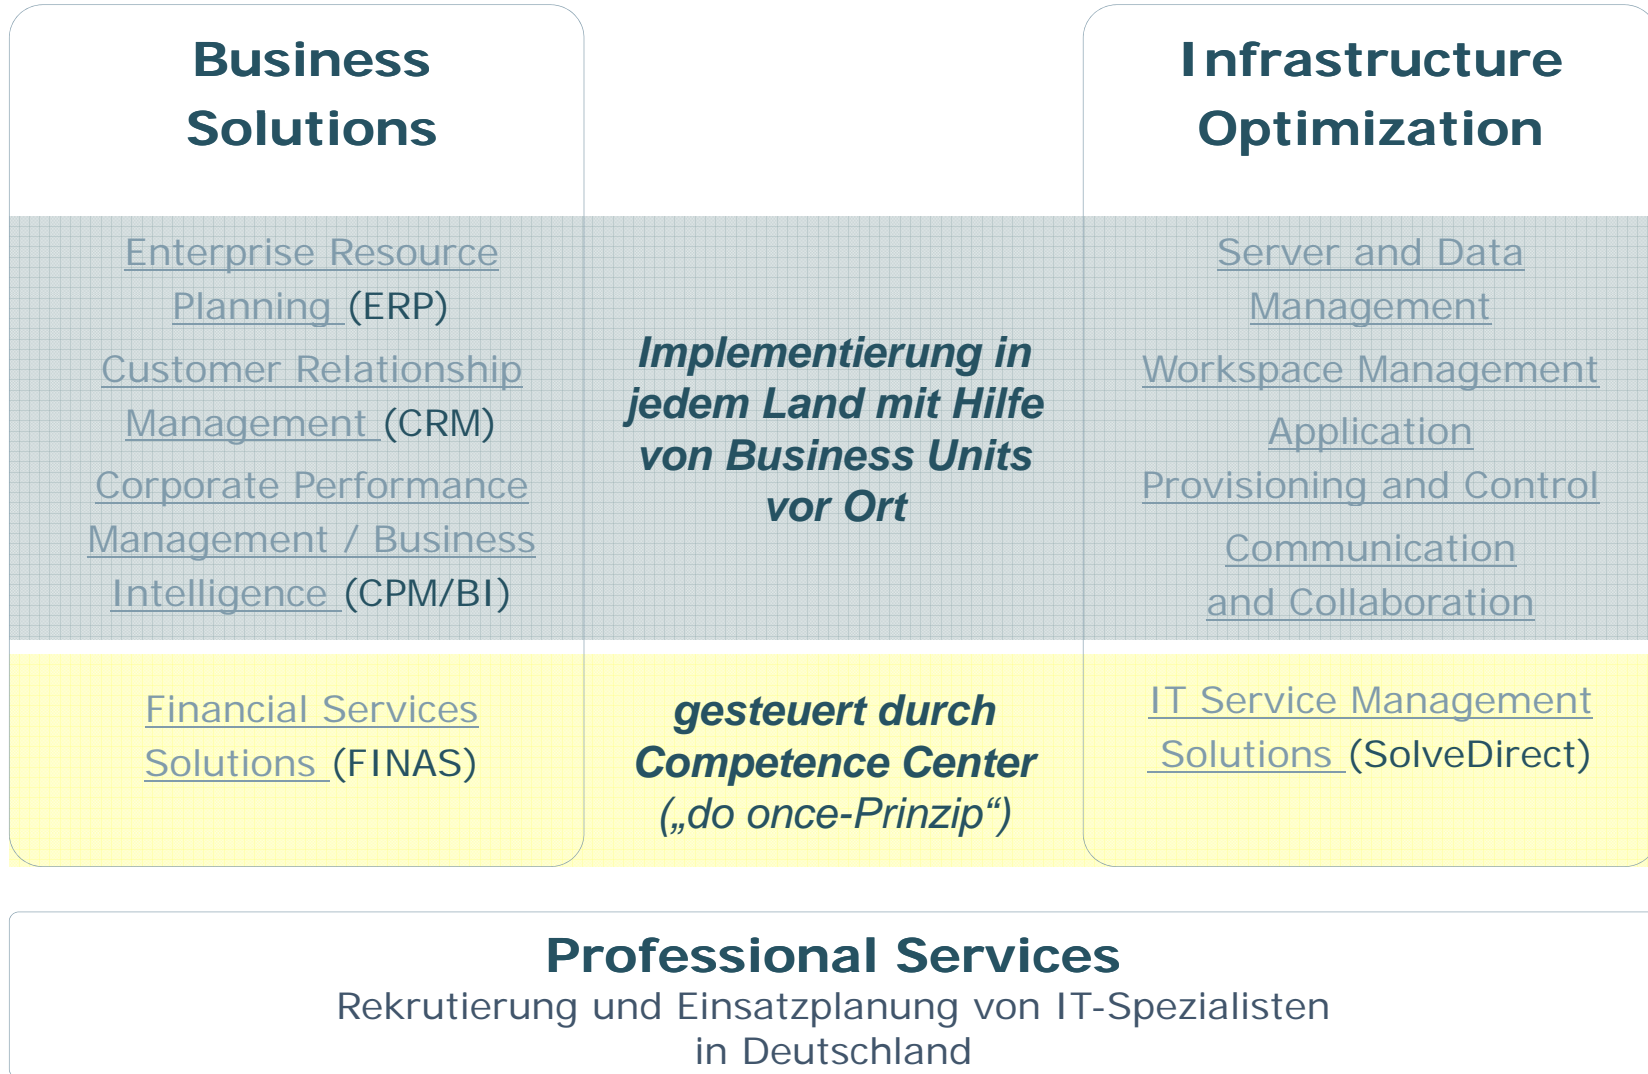 Business
Solutions
Enterprise Resource
Planning (ERP)
Customer Relationship
Management (CRM)
Corporate Performance
Management / Business
Intelligence (CPM/BI)
Financial Services
Solutions (FINAS)
Implementierung in
jedem Land mit Hilfe
von Business Units
vor Ort
gesteuert durch
Competence Center
(„do once-Prinzip“)
Infrastructure
Optimization
Server and Data
Management
Workspace Management
Application
Provisioning and Control
Communication
and Collaboration
IT Service Management
Solutions (SolveDirect)
Professional Services
Rekrutierung und Einsatzplanung von IT-Spezialisten
in Deutschland